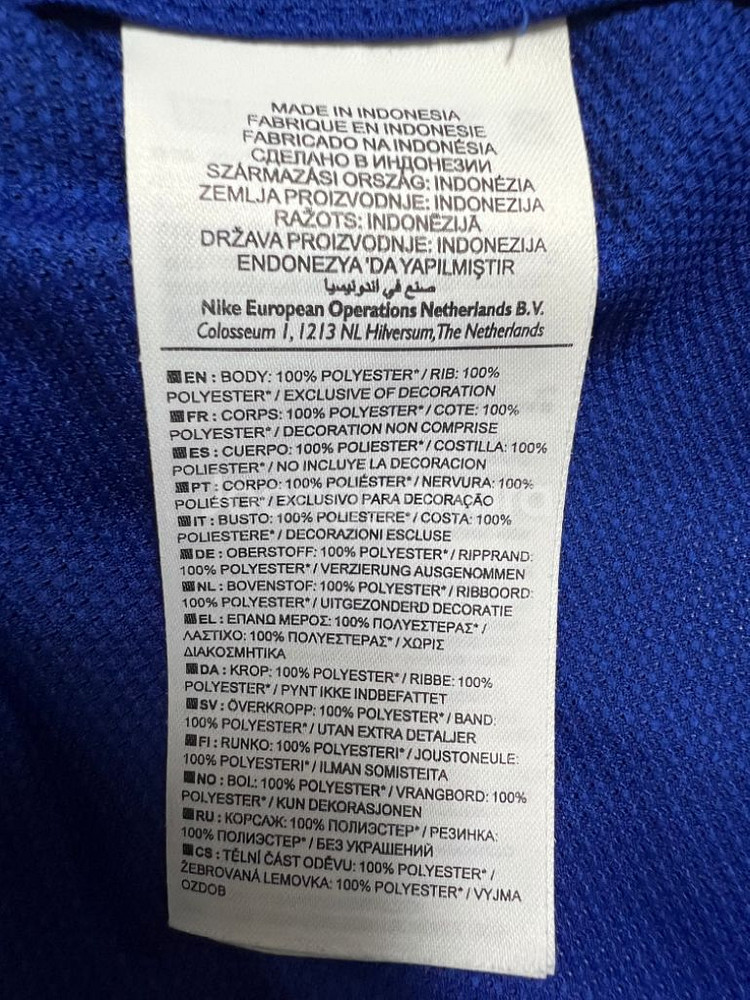 MADE IN INDONESIA
FABRIQUE EN INDONESIE
FABRICADO NA INDONÉSIA
СДЕЛАНО В ИНДОНЕЗИИ
SZÁRMAZÁSI ORSZÁG: INDONÉZIA
ZEMLJA PROIZVODNJE: INDONEZIJA
RAŽOTS: INDONĒZIJĀ
DRŽAVA PROIZVODNJE: INDONEZIJA
ENDONEZYA'DA YAPILMIŞTIR
صنع في اندونيسيا
Nike European Operations Netherlands B.V.
Colosseum 1, 1213 NL Hilversum, The Netherlands
EN : BODY: 100% POLYESTER* / RIB: 100%
POLYESTER* / EXCLUSIVE OF DECORATION
FR : CORPS: 100% POLYESTER* / COTE: 100%
POLYESTER* / DECORATION NON COMPRISE
ES : CUERPO: 100% POLIESTER* / COSTILLA: 100%
POLIESTER* / NO INCLUYE LA DECORACION
PT : CORPO: 100% POLIÉSTER* / NERVURA: 100%
POLIÉSTER* / EXCLUSIVO PARA DECORAÇÃO
IT : BUSTO: 100% POLIESTERE* / COSTA: 100%
POLIESTERE* / DECORAZIONI ESCLUSE
DE : OBERSTOFF: 100% POLYESTER* / RIPPRAND:
100% POLYESTER* / VERZIERUNG AUSGENOMMEN
NL : BOVENSTOF: 100% POLYESTER* / RIBBOORD:
100% POLYESTER* / UITGEZONDERD DECORATIE
EL : ΕΠΑΝΩ ΜΕΡΟΣ: 100% ΠΟΛΥΕΣΤΕΡΑΣ* /
ΛΑΣΤΙΧΟ: 100% ΠΟΛΥΕΣΤΕΡΑΣ* / ΧΩΡΙΣ
ΔΙΑΚΟΣΜΗΤΙΚΑ
DA : KROP: 100% POLYESTER* / RIBBE: 100%
POLYESTER* / PYNT IKKE INDBEFATTET
SV : ÖVERKROPP: 100% POLYESTER* / BAND:
100% POLYESTER* / UTAN EXTRA DETALJER
FI : RUNKO: 100% POLYESTERI* / JOUSTONEULE:
100% POLYESTERI* / ILMAN SOMISTEITA
NO : BOL: 100% POLYESTER* / VRANGBORD: 100%
POLYESTER* / KUN DEKORASJONEN
RU : КОРСАЖ: 100% ПОЛИЭСТЕР* / РЕЗИНКА:
100% ПОЛИЭСТЕР* / БЕЗ УКРАШЕНИЙ
CS : TĚLNÍ ČÁST ODĚVU: 100% POLYESTER* /
ŽEBROVANÁ LEMOVKA: 100% POLYESTER* / VYJMA
OZDOB